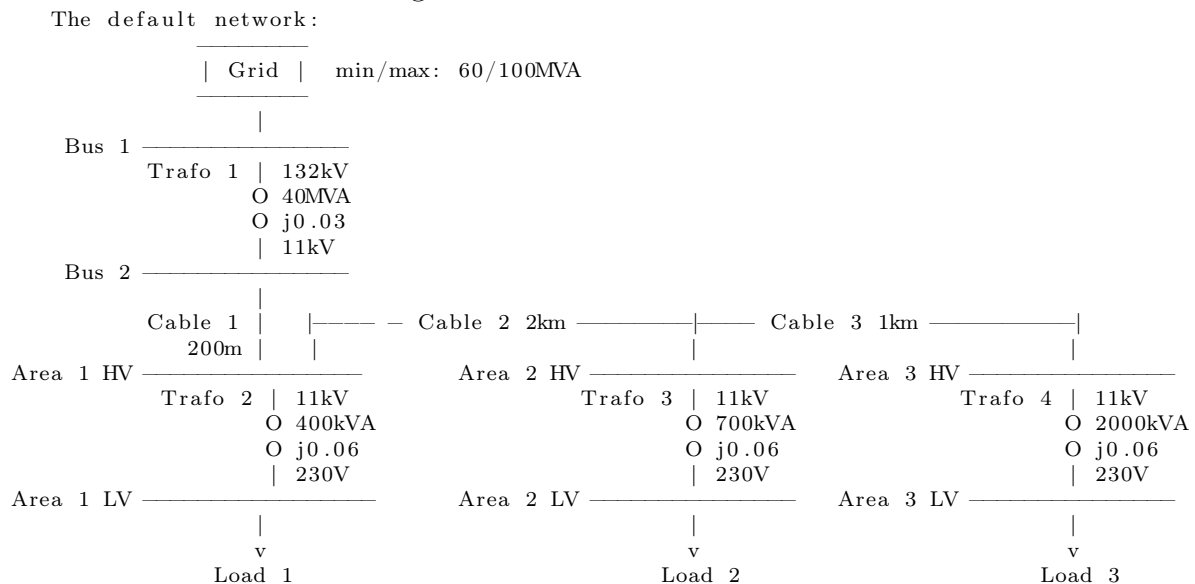 The default network:
| Grid | min/max: 60/100MVA
|
Bus 1
Trafo 1 | 132kV
O 40MVA
O j0.03
| 11kV
Bus 2
|
Cable 1 | |———— — Cable 2 2km ————————|———— Cable 3 1km ——————————|
200m | | | |
Area 1 HV Area 2 HV Area 3 HV
Trafo 2 | 11kV Trafo 3 | 11kV Trafo 4 | 11kV
O 400kVA O 700kVA O 2000kVA
O j0.06 O j0.06 O j0.06
| 230V | 230V | 230V
Area 1 LV Area 2 LV Area 3 LV
| | |
v v v
Load 1 Load 2 Load 3